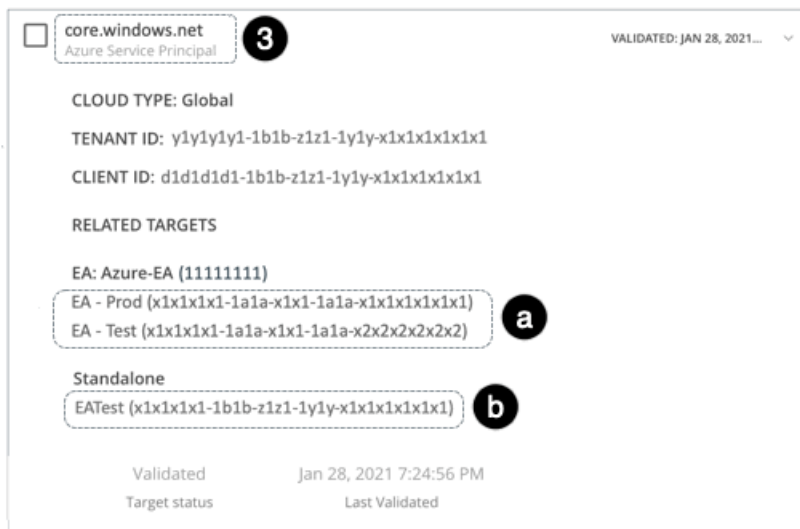 core.windows.net
Azure Service Principal
3
VALIDATED: JAN 28, 2021...
CLOUD TYPE: Global
TENANT ID: y1y1y1y1-1b1b-z1z1-1y1y-x1x1x1x1x1x1
CLIENT ID: d1d1d1d1-1b1b-z1z1-1y1y-x1x1x1x1x1x1
RELATED TARGETS
EA: Azure-EA (11111111)
EA - Prod (x1x1x1x1-1a1a-x1x1-1a1a-x1x1x1x1x1x1)
EA - Test (x1x1x1x1-1a1a-x1x1-1a1a-x2x2x2x2x2x2)
a
Standalone
EATest (x1x1x1x1-1b1b-z1z1-1y1y-x1x1x1x1x1x1)
b
Validated Jan 28, 2021 7:24:56 PM
Target status Last Validated